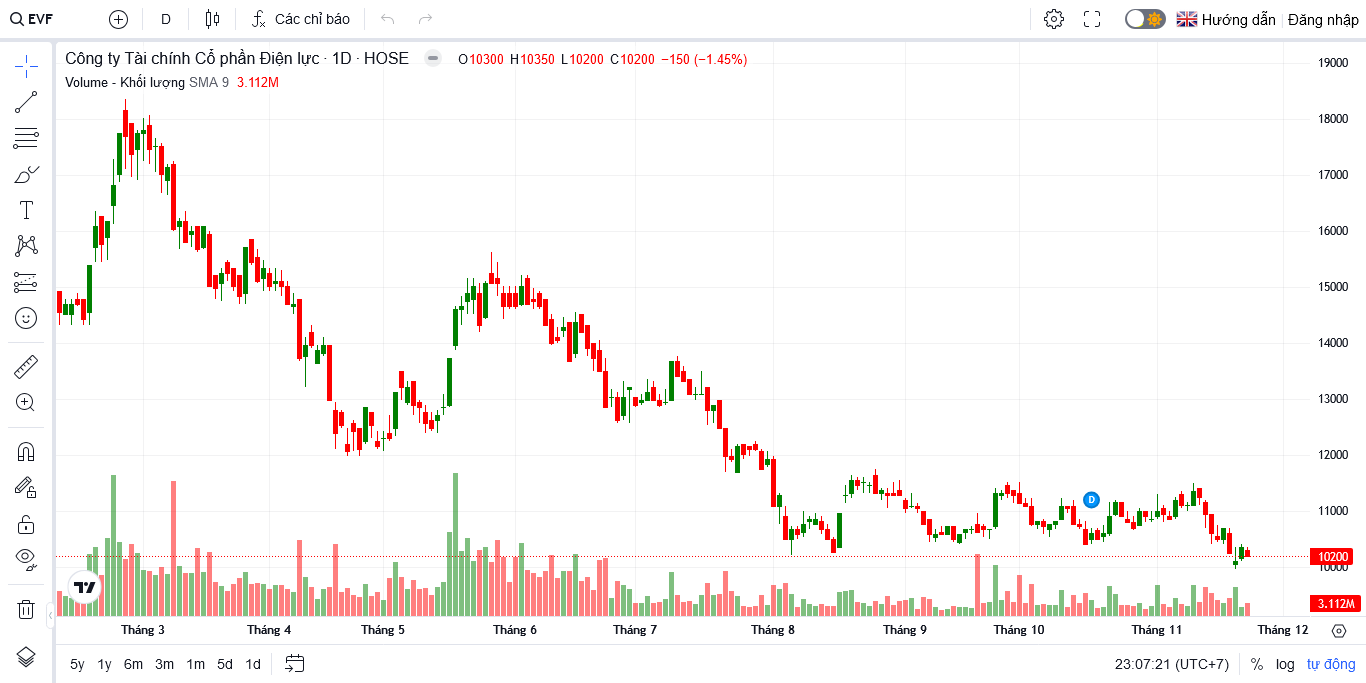 EVF D Các chỉ báo Hướng dẫn Đăng nhập
Công ty Tài chính Cổ phần Điện lực · 1D · HOSE O10300 H10350 L10200 C10200 −150 (−1.45%)
Volume - Khối lượng SMA 9 3.112M
19000
18000
17000
16000
15000
14000
13000
12000
11000
D
10200
10000
3.112M
Tháng 3 Tháng 4 Tháng 5 Tháng 6 Tháng 7 Tháng 8 Tháng 9 Tháng 10 Tháng 11 Tháng 12
5y 1y 6m 3m 1m 5d 1d 23:07:21 (UTC+7) % log tự động